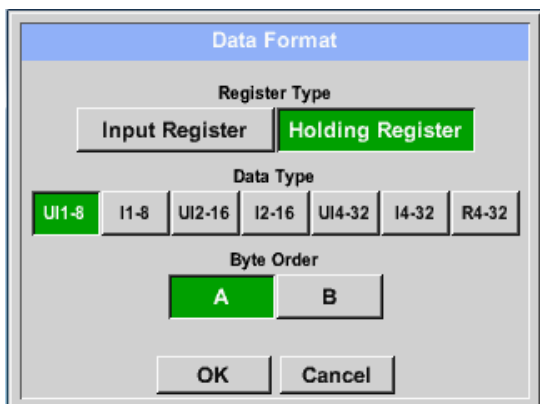 Data Format
Register Type
Input Register Holding Register
Data Type
UI1-8 I1-8 UI2-16 I2-16 UI4-32 I4-32 R4-32
Byte Order
A B
OK Cancel